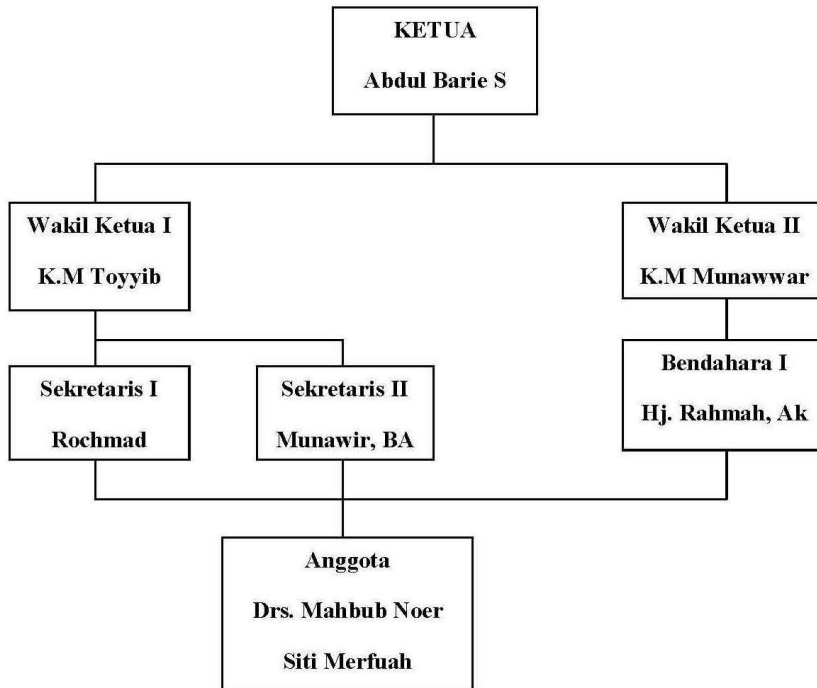 KETUA
Abdul Barie S
Wakil Ketua I
K.M Toyyib
Wakil Ketua II
K.M Munawwar
Sekretaris I
Rochmad
Sekretaris II
Munawir, BA
Bendahara I
Hj. Rahmah, Ak
Anggota
Drs. Mahbub Noer
Siti Merfuah